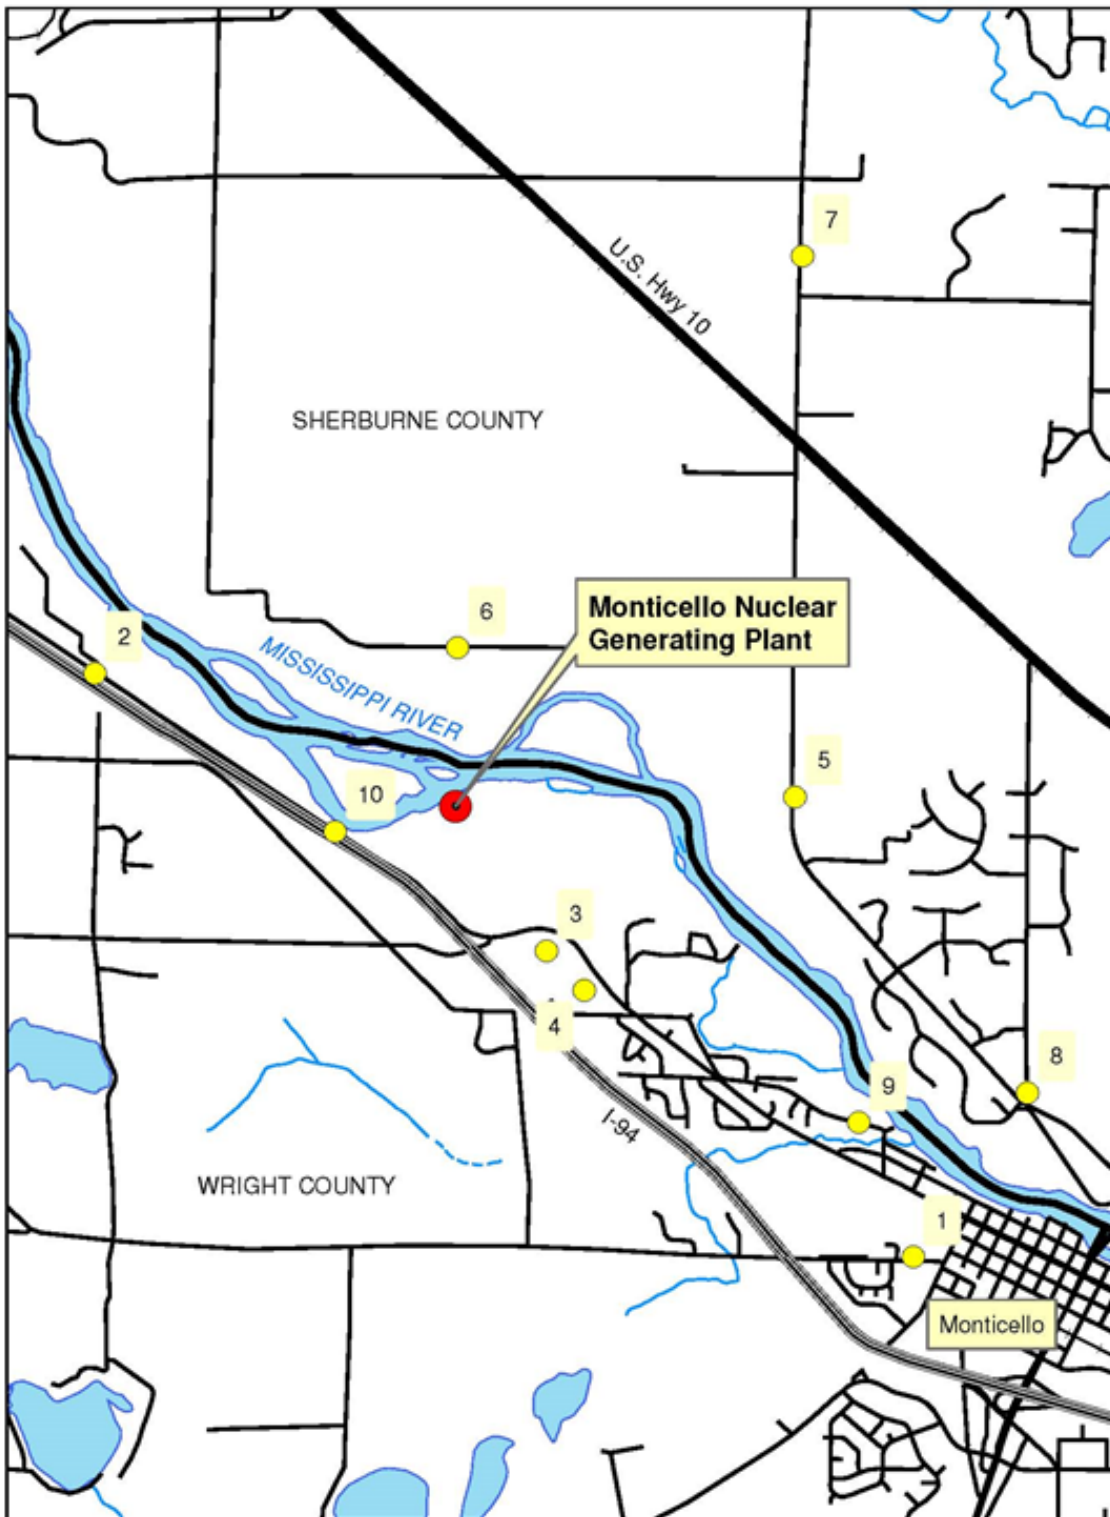 7
U.S. Hwy 10
SHERBURNE COUNTY
6
Monticello Nuclear
Generating Plant
2
MISSISSIPPI RIVER
5
10
3
4
8
9
I-94
WRIGHT COUNTY
1
Monticello